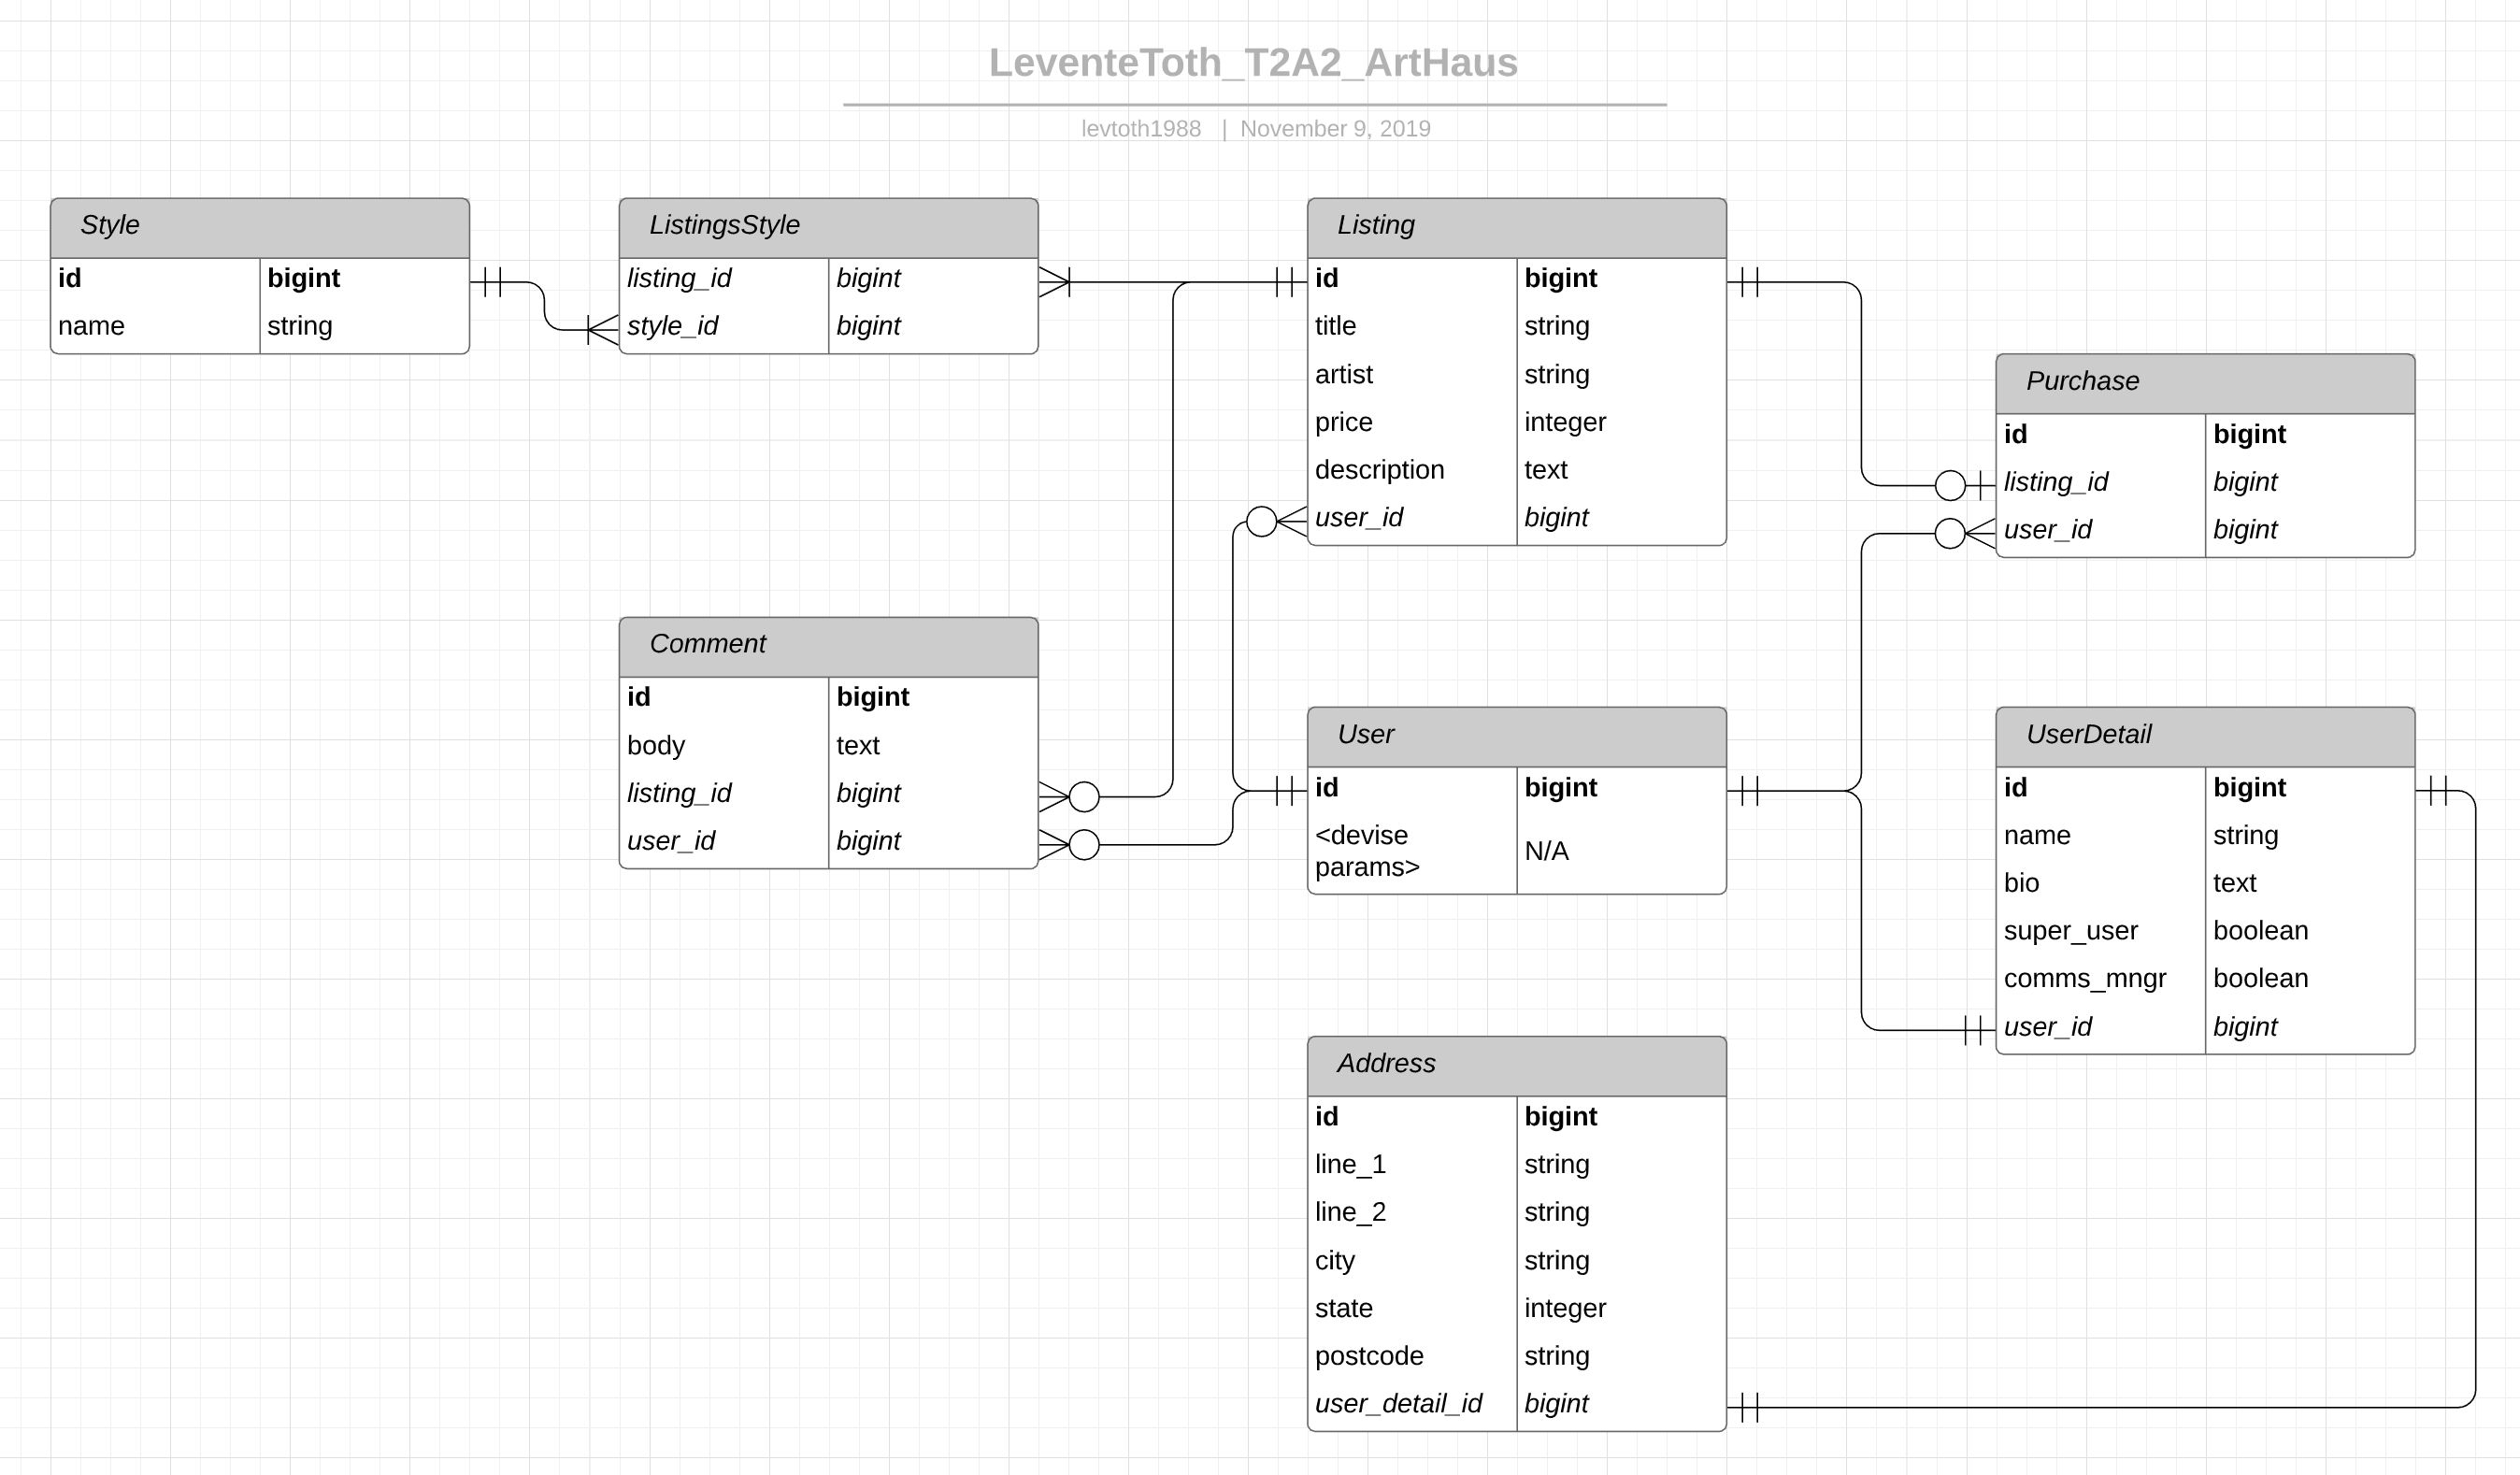 LeventeToth_T2A2_ArtHaus
levtoth1988 | November 9, 2019
Style
id bigint
name string
ListingsStyle
listing_id bigint
style_id bigint
Listing
id bigint
title string
artist string
price integer
description text
user_id bigint
Purchase
id bigint
listing_id bigint
user_id bigint
Comment
id bigint
body text
listing_id bigint
user_id bigint
User
id bigint
<devise
params> N/A
UserDetail
id bigint
name string
bio text
super_user boolean
comms_mngr boolean
user_id bigint
Address
id bigint
line_1 string
line_2 string
city string
state integer
postcode string
user_detail_id bigint